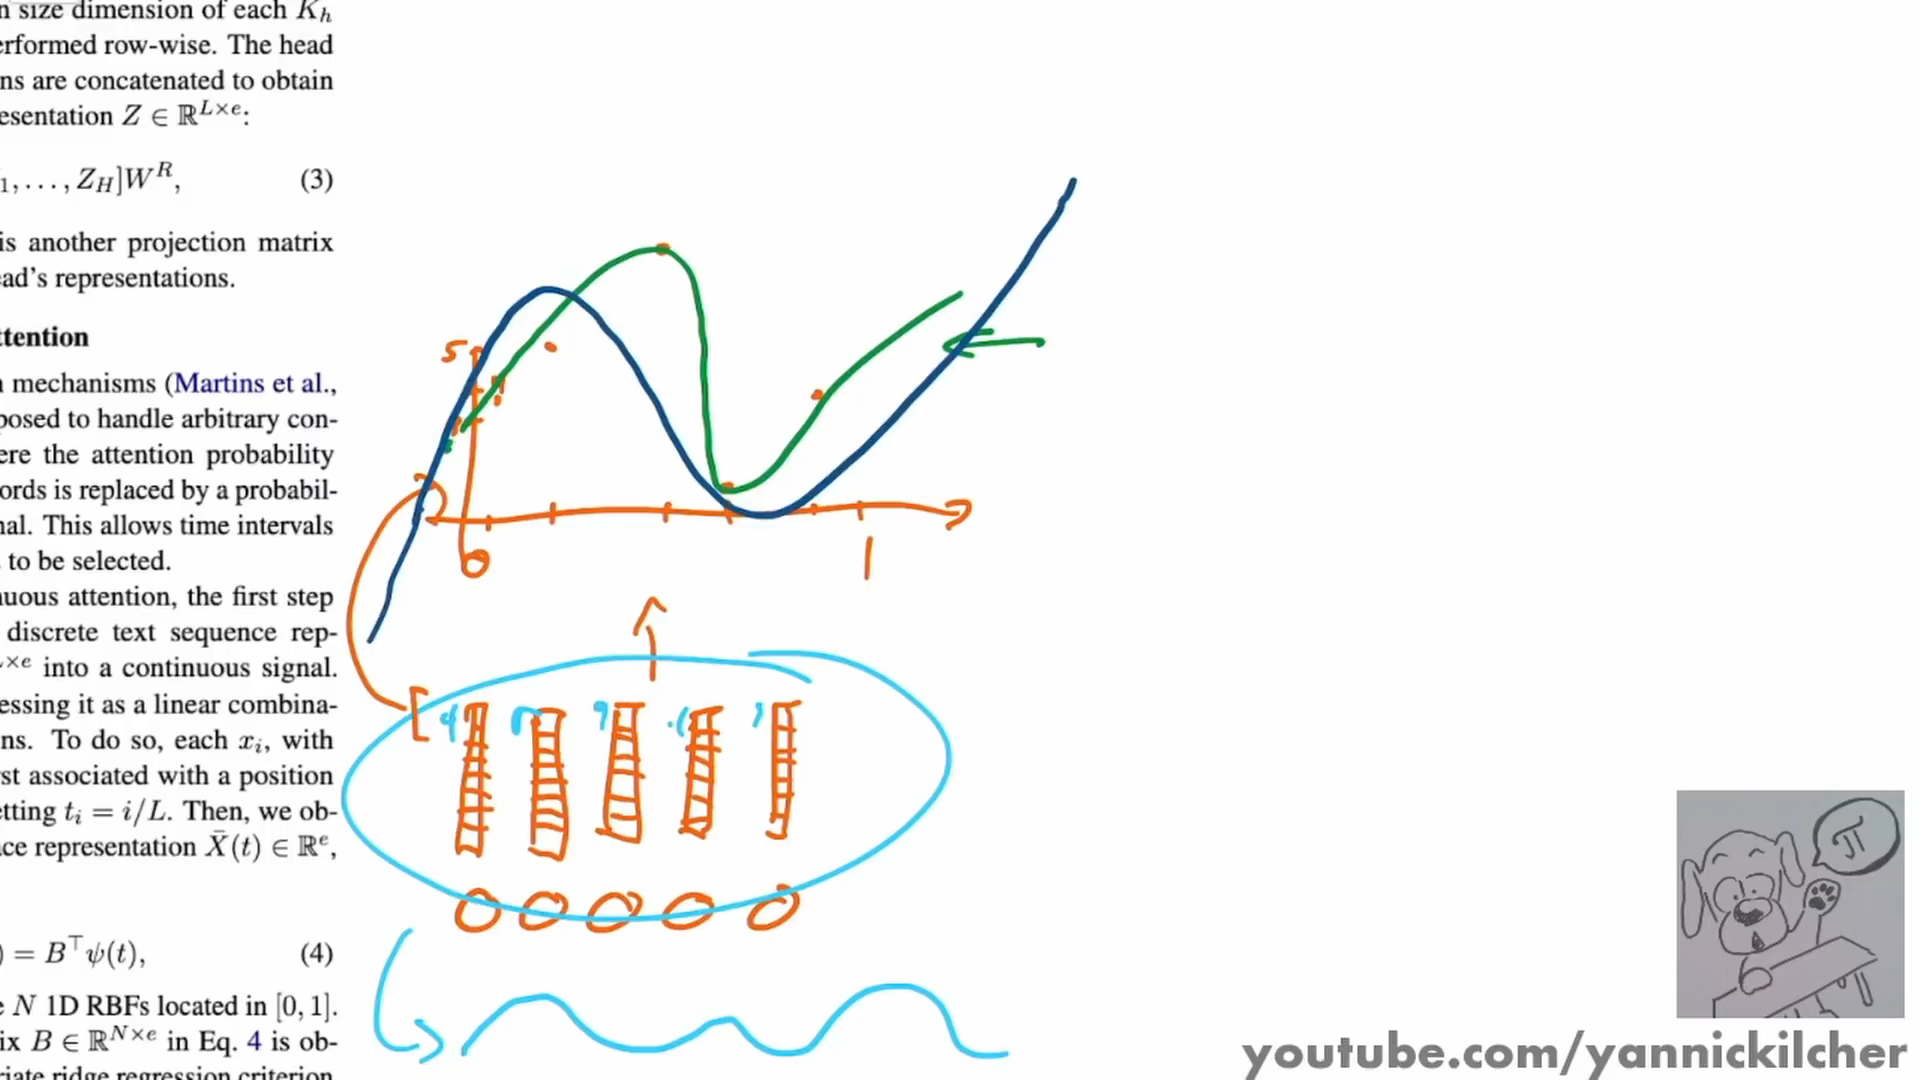 n size dimension of each K_h
erformed row-wise. The head
ns are concatenated to obtain
esentation Z ∈ ℝ^{L×e}:
1, . . . , Z_H]W^R, (3)
is another projection matrix
ead's representations.
ttention
n mechanisms (Martins et al.,
posed to handle arbitrary con-
ere the attention probability
ords is replaced by a probabil-
nal. This allows time intervals
to be selected.
nuous attention, the first step
discrete text sequence rep-
×e into a continuous signal.
essing it as a linear combina-
ns. To do so, each x_i, with
rst associated with a position
etting t_i = i/L. Then, we ob-
nce representation X̄(t) ∈ ℝ^e,
) = B^⊤ψ(t), (4)
e N 1D RBFs located in [0, 1].
ix B ∈ ℝ^{N×e} in Eq. 4 is ob-
riate ridge regression criterion
5
0
1
π
youtube.com/yannickilcher